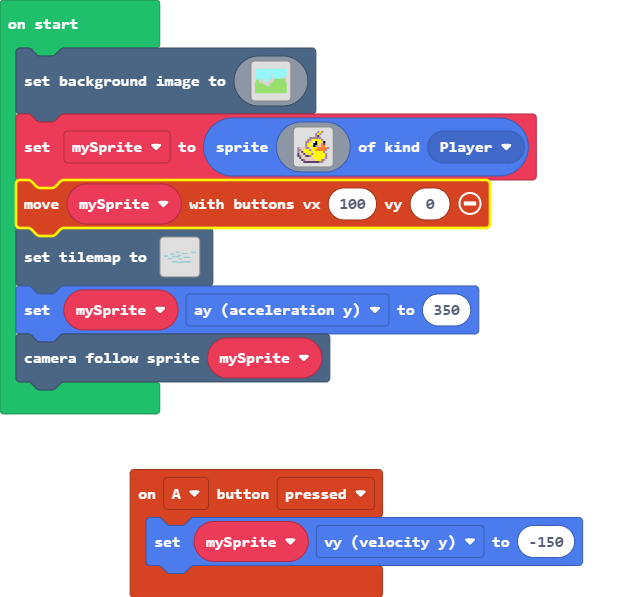 on start
set background image to
set mySprite to sprite of kind Player
move mySprite with buttons vx 100 vy 0
set tilemap to
set mySprite ay (acceleration y) to 350
camera follow sprite mySprite
on A button pressed
set mySprite vy (velocity y) to -150